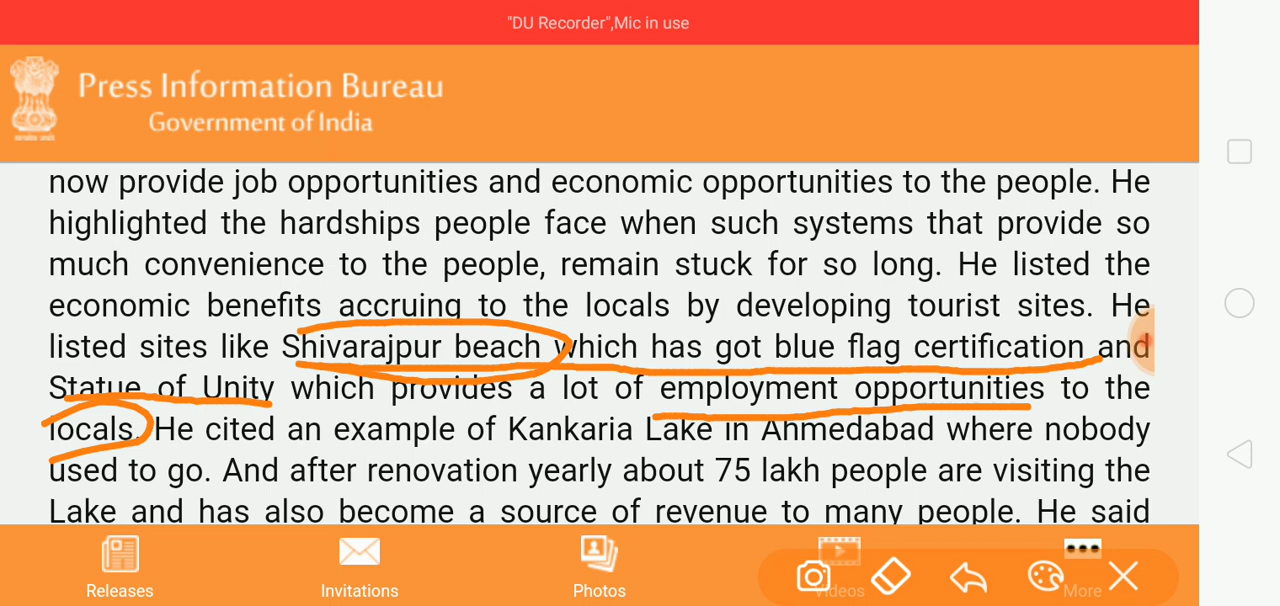 "DU Recorder",Mic in use
Press Information Bureau
Government of India
now provide job opportunities and economic opportunities to the people. He
highlighted the hardships people face when such systems that provide so
much convenience to the people, remain stuck for so long. He listed the
economic benefits accruing to the locals by developing tourist sites. He
listed sites like Shivarajpur beach which has got blue flag certification and
Statue of Unity which provides a lot of employment opportunities to the
locals. He cited an example of Kankaria Lake in Ahmedabad where nobody
used to go. And after renovation yearly about 75 lakh people are visiting the
Lake and has also become a source of revenue to many people. He said
Releases
Invitations
Photos
Videos
More